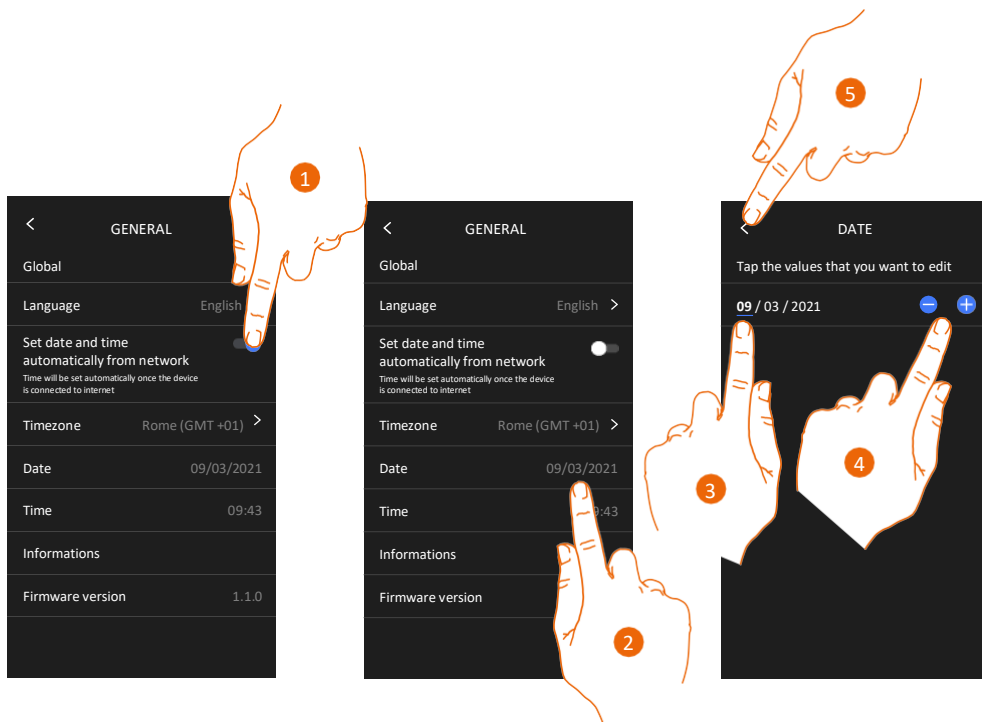 5
1
GENERAL
Global
Language English
Set date and time
automatically from network
Time will be set automatically once the device
is connected to internet
Timezone Rome (GMT +01)
Date 09/03/2021
Time 09:43
Informations
Firmware version 1.1.0
GENERAL
Global
Language English
Set date and time
automatically from network
Time will be set automatically once the device
is connected to internet
Timezone Rome (GMT +01)
Date 09/03/2021
Time 9:43
Informations
Firmware version
2
DATE
Tap the values that you want to edit
09 / 03 / 2021
3
4